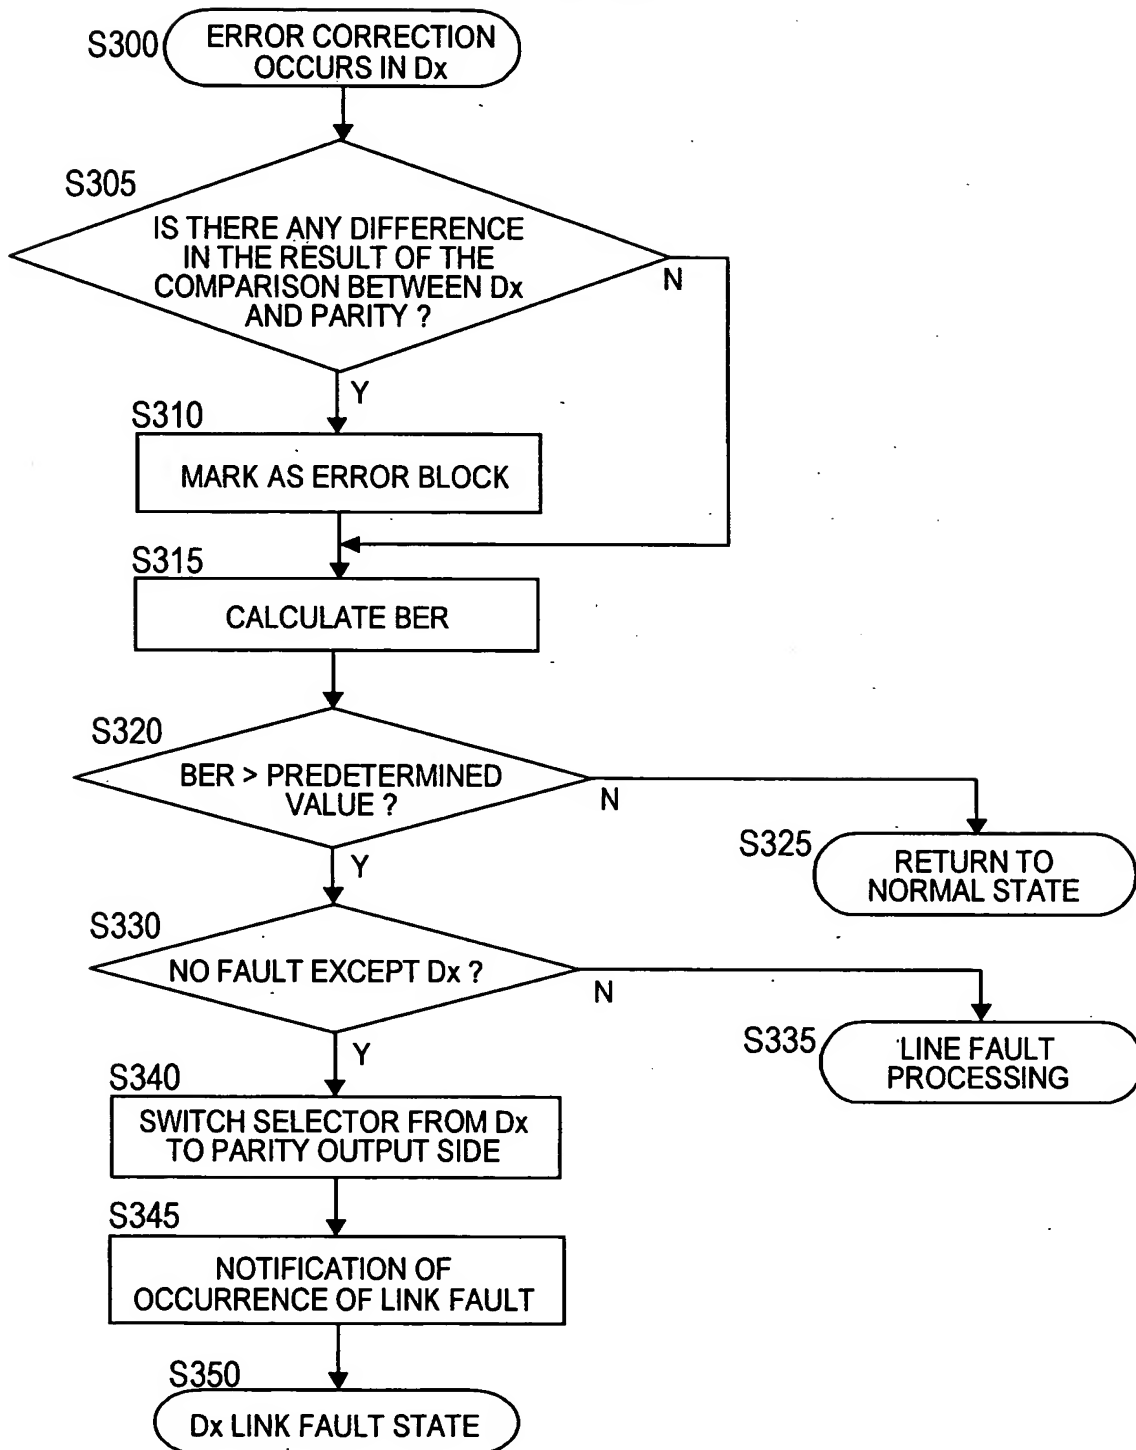 S300
ERROR CORRECTION
OCCURS IN Dx
S305
IS THERE ANY DIFFERENCE
IN THE RESULT OF THE
COMPARISON BETWEEN Dx
AND PARITY ?
N
Y
S310
MARK AS ERROR BLOCK
S315
CALCULATE BER
S320
BER > PREDETERMINED
VALUE ?
N
Y
S325
RETURN TO
NORMAL STATE
S330
NO FAULT EXCEPT Dx ?
N
Y
S335
LINE FAULT
PROCESSING
S340
SWITCH SELECTOR FROM Dx
TO PARITY OUTPUT SIDE
S345
NOTIFICATION OF
OCCURRENCE OF LINK FAULT
S350
Dx LINK FAULT STATE